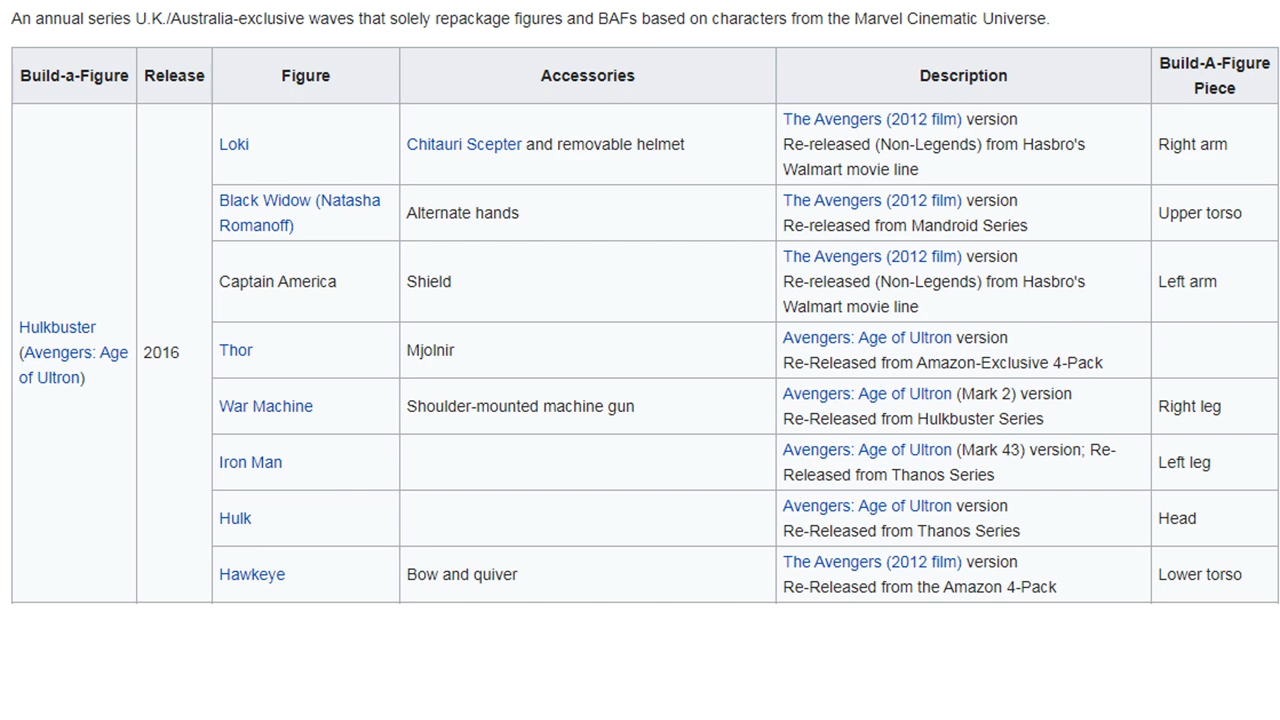 An annual series U.K./Australia-exclusive waves that solely repackage figures and BAFs based on characters from the Marvel Cinematic Universe.
Build-a-Figure Release Figure Accessories Description Build-A-Figure
Piece
Hulkbuster
(Avengers: Age
of Ultron)
2016
Loki
Chitauri Scepter and removable helmet
The Avengers (2012 film) version
Re-released (Non-Legends) from Hasbro's
Walmart movie line
Right arm
Black Widow (Natasha
Romanoff)
Alternate hands
The Avengers (2012 film) version
Re-released from Mandroid Series
Upper torso
Captain America
Shield
The Avengers (2012 film) version
Re-released (Non-Legends) from Hasbro's
Walmart movie line
Left arm
Thor
Mjolnir
Avengers: Age of Ultron version
Re-Released from Amazon-Exclusive 4-Pack
War Machine
Shoulder-mounted machine gun
Avengers: Age of Ultron (Mark 2) version
Re-Released from Hulkbuster Series
Right leg
Iron Man
Avengers: Age of Ultron (Mark 43) version; Re-
Released from Thanos Series
Left leg
Hulk
Avengers: Age of Ultron version
Re-Released from Thanos Series
Head
Hawkeye
Bow and quiver
The Avengers (2012 film) version
Re-Released from the Amazon 4-Pack
Lower torso